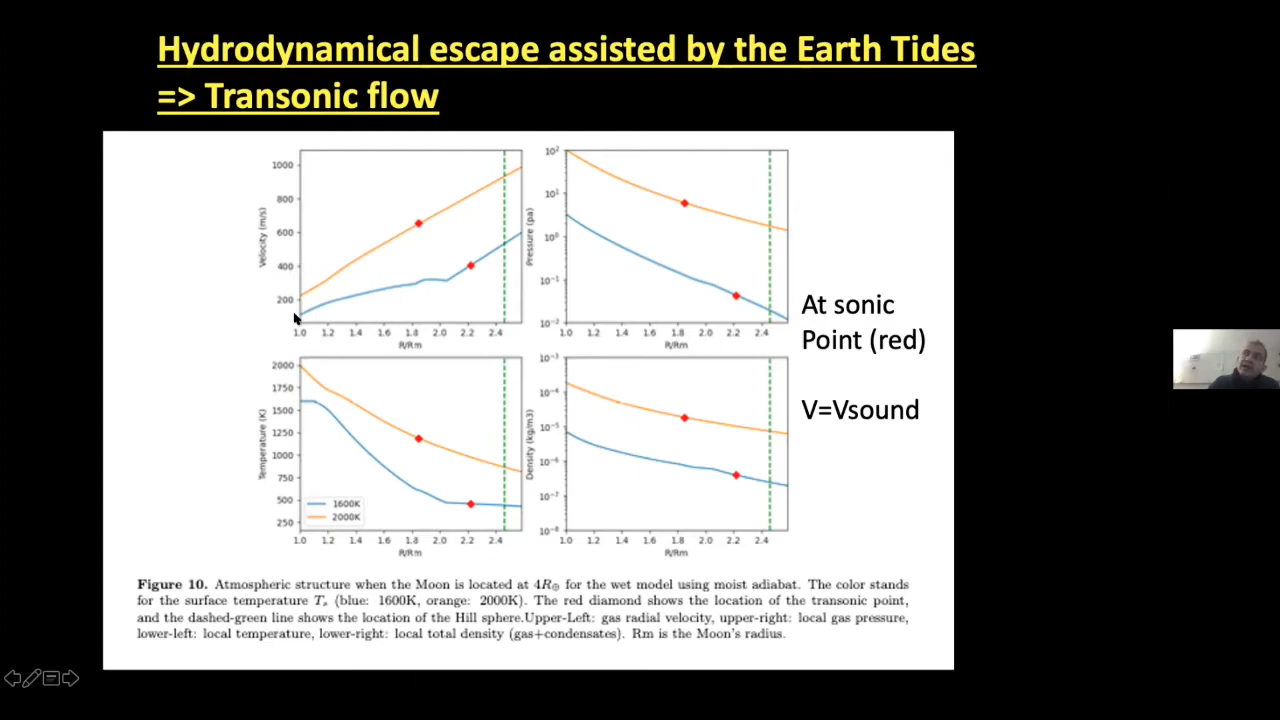 Hydrodynamical escape assisted by the Earth Tides
=> Transonic flow
1000
800
600
400
200
Velocity (m/s)
1.0 1.2 1.4 1.6 1.8 2.0 2.2 2.4
R/Rm
10²
10¹
10⁰
10⁻¹
10⁻²
Pressure (pa)
1.0 1.2 1.4 1.6 1.8 2.0 2.2 2.4
R/Rm
2000
1750
1500
1250
1000
750
500
250
Temperature (K)
1600K
2000K
1.0 1.2 1.4 1.6 1.8 2.0 2.2 2.4
R/Rm
10⁻³
10⁻⁴
10⁻⁵
10⁻⁶
10⁻⁷
10⁻⁸
Density (kg/m3)
1.0 1.2 1.4 1.6 1.8 2.0 2.2 2.4
R/Rm
At sonic
Point (red)
V=Vsound
Figure 10. Atmospheric structure when the Moon is located at 4R⊕ for the wet model using moist adiabat. The color stands
for the surface temperature Tₛ (blue: 1600K, orange: 2000K). The red diamond shows the location of the transonic point,
and the dashed-green line shows the location of the Hill sphere.Upper-Left: gas radial velocity, upper-right: local gas pressure,
lower-left: local temperature, lower-right: local total density (gas+condensates). Rm is the Moon's radius.